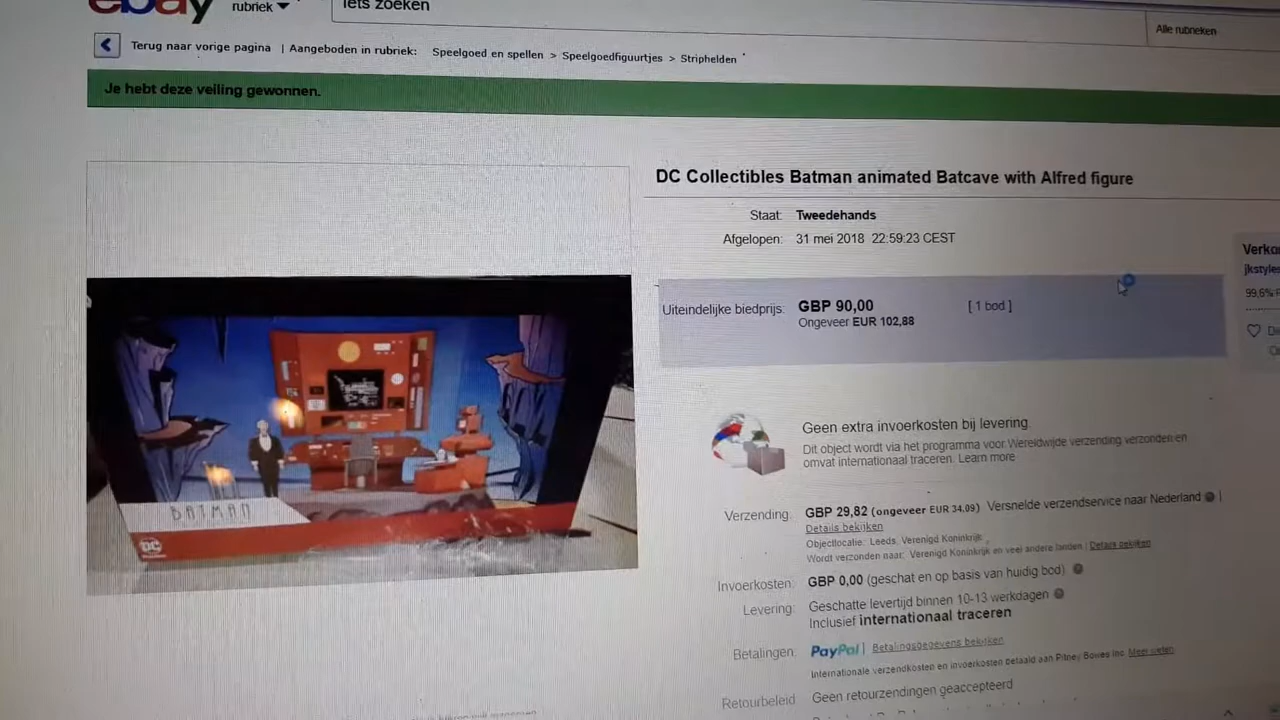 ebay
rubriek
Iets zoeken
Alle rubrieken
Terug naar vorige pagina | Aangeboden in rubriek: Speelgoed en spellen > Speelgoedfiguurtjes > Striphelden
Je hebt deze veiling gewonnen.
DC Collectibles Batman animated Batcave with Alfred figure
Staat: Tweedehands
Afgelopen: 31 mei 2018 22:59:23 CEST
Uiteindelijke biedprijs: GBP 90,00 [ 1 bod ]
Ongeveer EUR 102,88
jkstyle
99,6%
BATMAN
DC
Geen extra invoerkosten bij levering
Dit object wordt via het programma voor Wereldwijde verzending verzonden en
omvat internationaal traceren. Learn more
Verzending: GBP 29,82 (ongeveer EUR 34,09) Versnelde verzendservice naar Nederland |
Details bekijken
Objectlocatie: Leeds, Verenigd Koninkrijk
Wordt verzonden naar: Verenigd Koninkrijk en veel andere landen | Details bekijken
Invoerkosten: GBP 0,00 (geschat en op basis van huidig bod)
Levering: Geschatte levertijd binnen 10-13 werkdagen
Inclusief internationaal traceren
Betalingen: PayPal | Betalingsgegevens bekijken
Internationale verzendkosten en invoerkosten betaald aan Pitney Bowes Inc. Meer weten
Retourbeleid Geen retourzendingen geaccepteerd